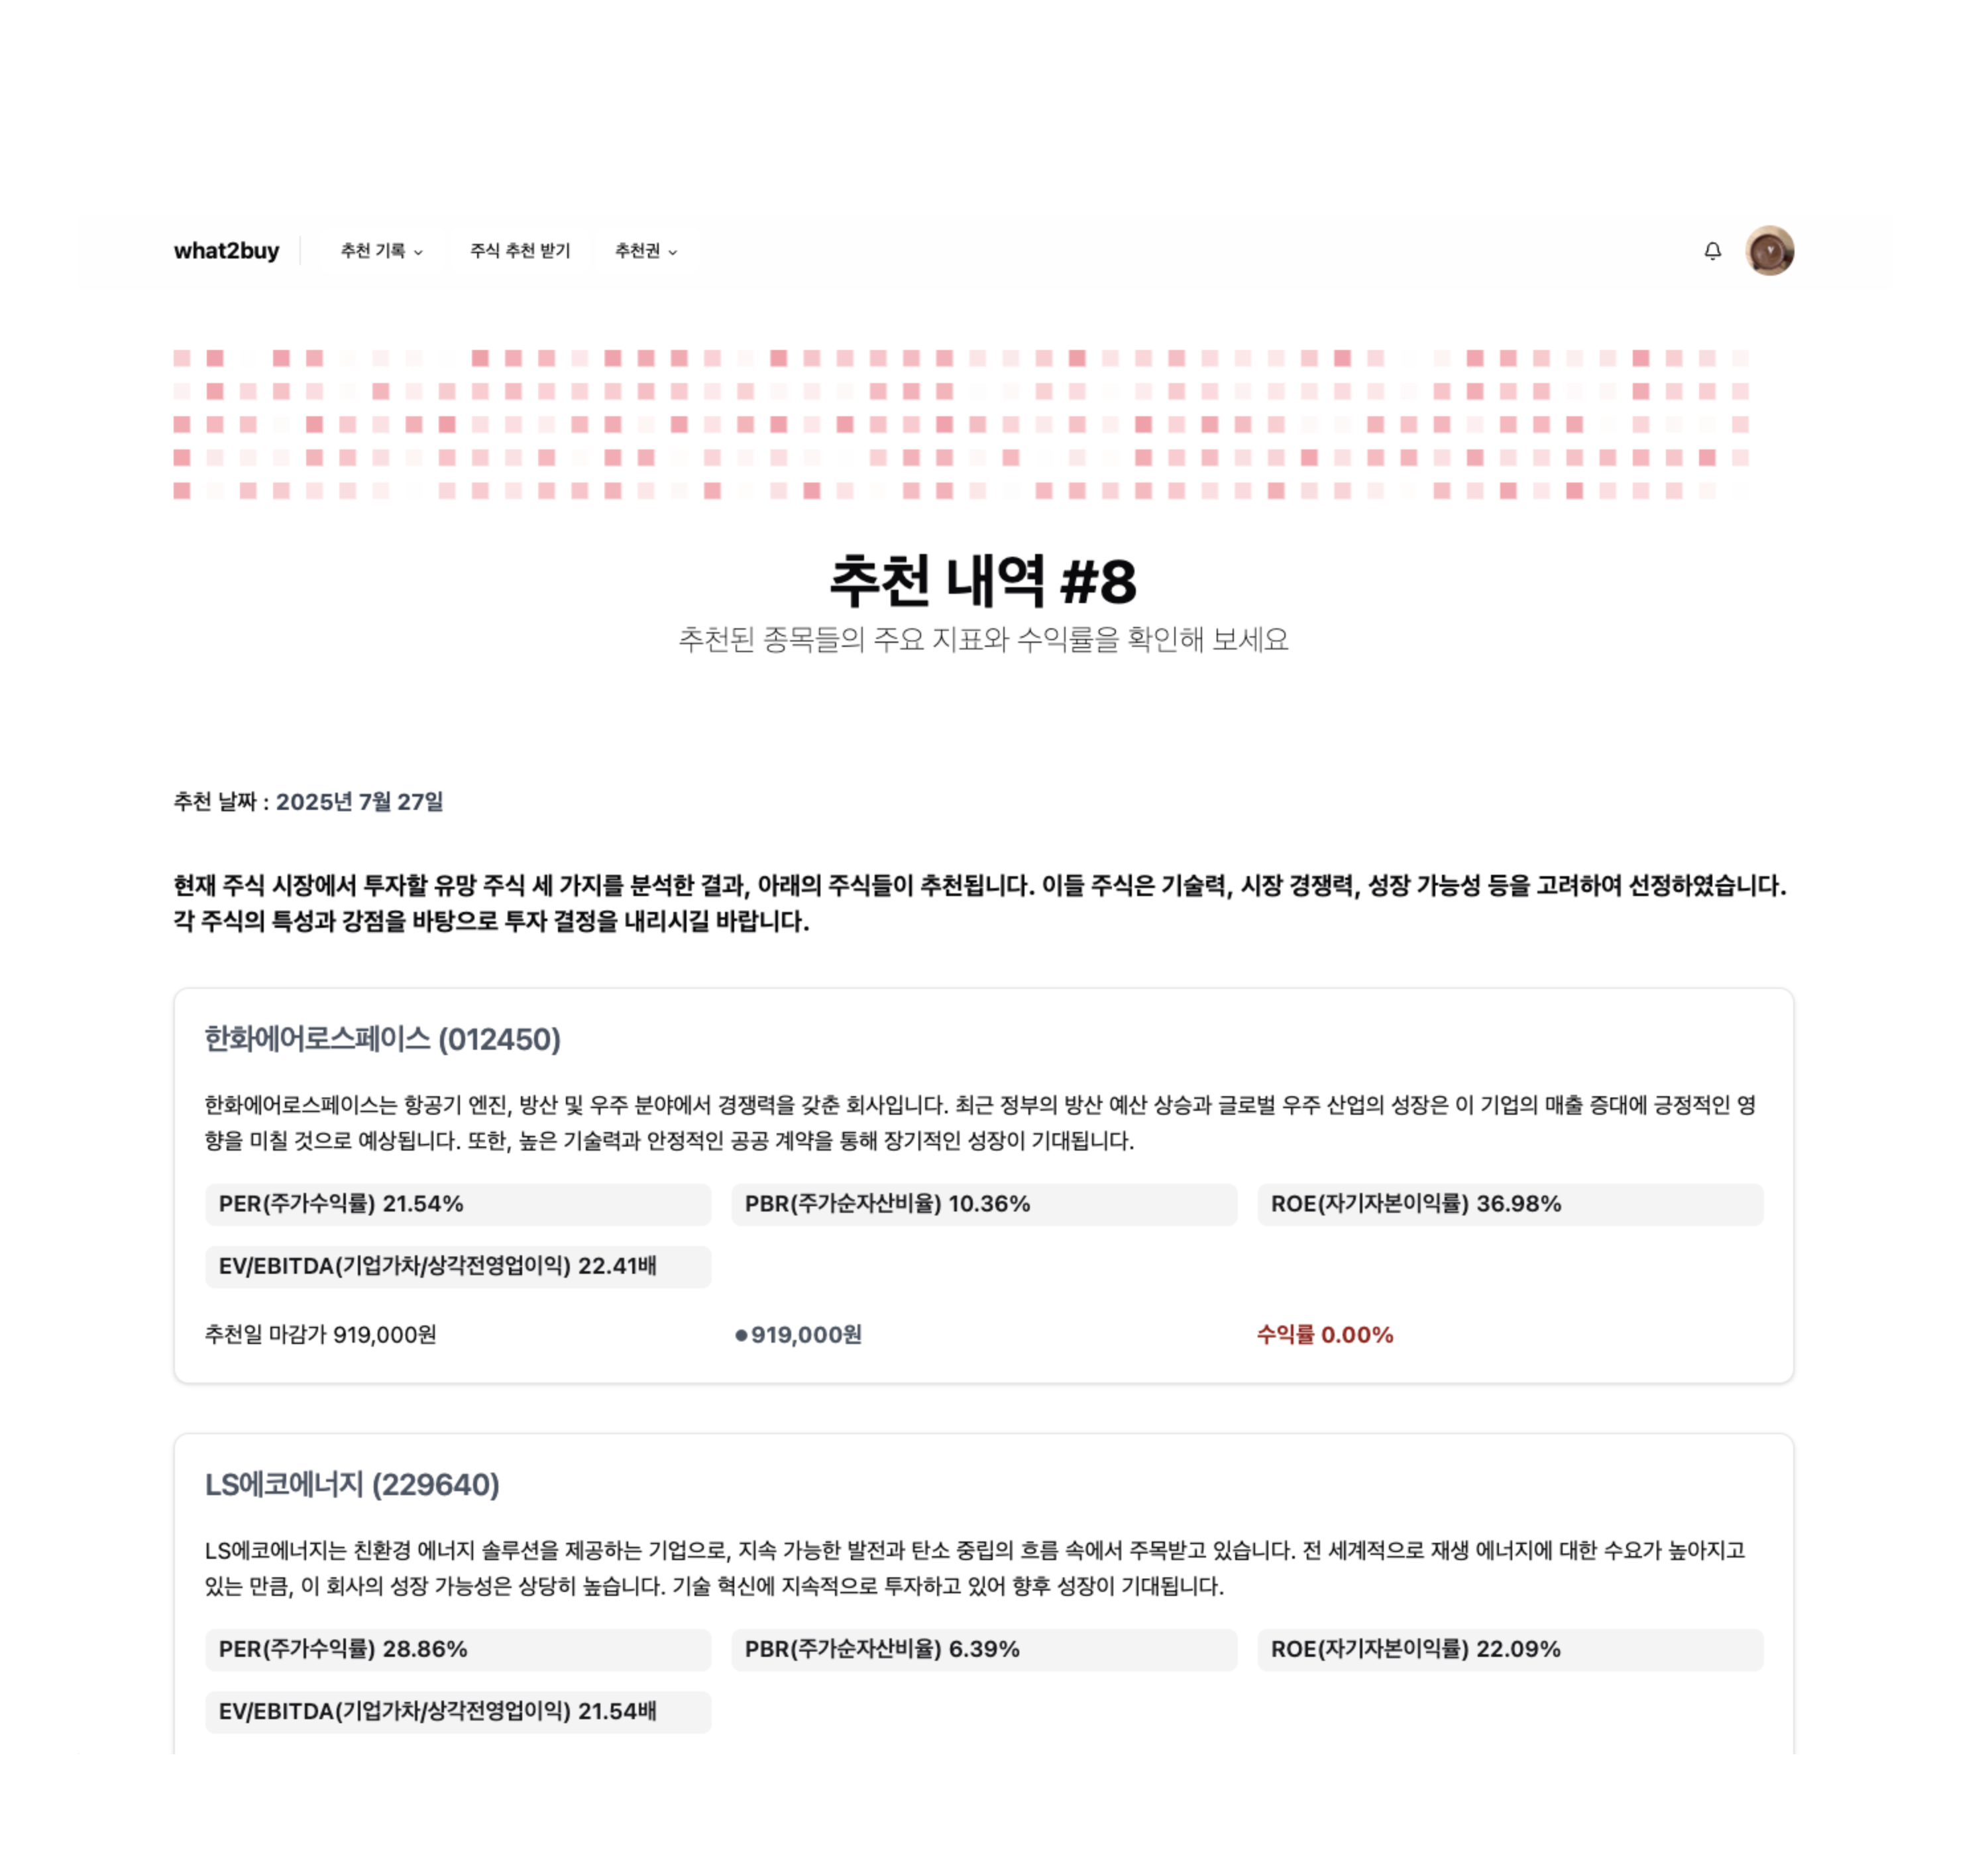 what2buy
추천 기록
주식 추천 받기
추천권
추천 내역 #8
추천된 종목들의 주요 지표와 수익률을 확인해 보세요
추천 날짜 : 2025년 7월 27일
현재 주식 시장에서 투자할 유망 주식 세 가지를 분석한 결과, 아래의 주식들이 추천됩니다. 이들 주식은 기술력, 시장 경쟁력, 성장 가능성 등을 고려하여 선정하였습니다.
각 주식의 특성과 강점을 바탕으로 투자 결정을 내리시길 바랍니다.
한화에어로스페이스 (012450)
한화에어로스페이스는 항공기 엔진, 방산 및 우주 분야에서 경쟁력을 갖춘 회사입니다. 최근 정부의 방산 예산 상승과 글로벌 우주 산업의 성장은 이 기업의 매출 증대에 긍정적인 영
향을 미칠 것으로 예상됩니다. 또한, 높은 기술력과 안정적인 공공 계약을 통해 장기적인 성장이 기대됩니다.
PER(주가수익률) 21.54%
PBR(주가순자산비율) 10.36%
ROE(자기자본이익률) 36.98%
EV/EBITDA(기업가차/상각전영업이익) 22.41배
추천일 마감가 919,000원
●919,000원
수익률 0.00%
LS에코에너지 (229640)
LS에코에너지는 친환경 에너지 솔루션을 제공하는 기업으로, 지속 가능한 발전과 탄소 중립의 흐름 속에서 주목받고 있습니다. 전 세계적으로 재생 에너지에 대한 수요가 높아지고
있는 만큼, 이 회사의 성장 가능성은 상당히 높습니다. 기술 혁신에 지속적으로 투자하고 있어 향후 성장이 기대됩니다.
PER(주가수익률) 28.86%
PBR(주가순자산비율) 6.39%
ROE(자기자본이익률) 22.09%
EV/EBITDA(기업가차/상각전영업이익) 21.54배